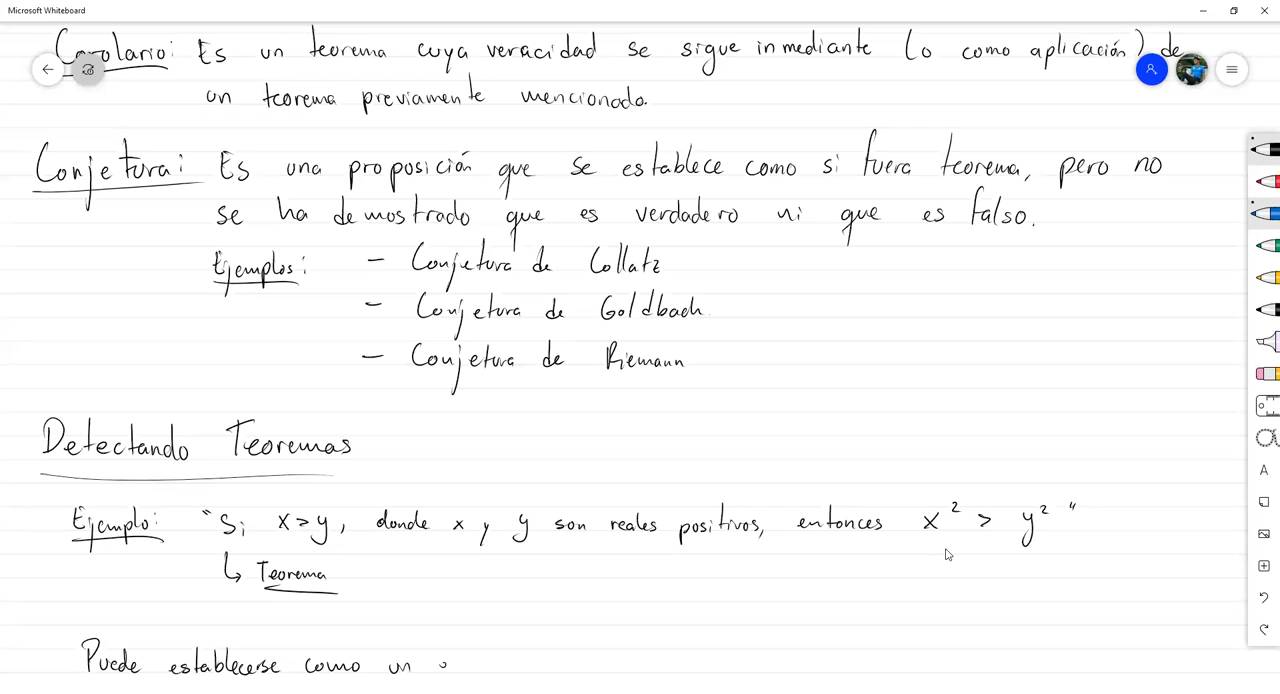 Microsoft Whiteboard
Corolario: Es un teorema cuya veracidad se sigue inmediante (o como aplicación) de
un teorema previamente mencionado.
Conjetura: Es una proposición que se establece como si fuera teorema, pero no
se ha demostrado que es verdadero ni que es falso.
Ejemplos: - Conjetura de Collatz
- Conjetura de Goldbach.
- Conjetura de Riemann
Detectando Teoremas
Ejemplo: "Si x>y, donde x y y son reales positivos, entonces x² > y² "
↳ Teorema
Puede establecerse como un